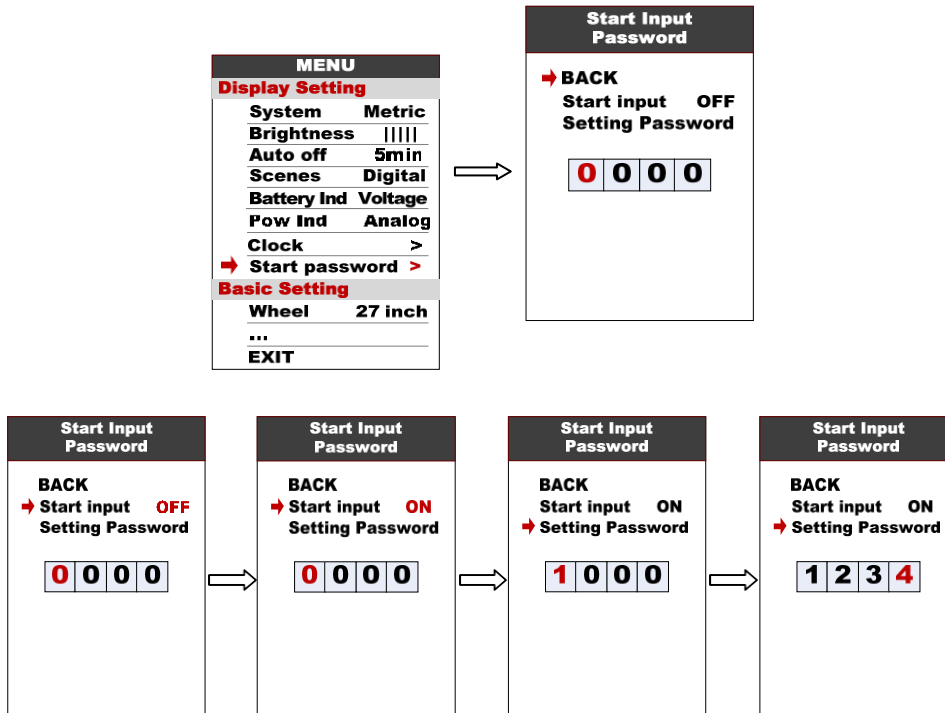 MENU
Display Setting
System Metric
Brightness |||||
Auto off 5min
Scenes Digital
Battery Ind Voltage
Pow Ind Analog
Clock >
Start password >
Basic Setting
Wheel 27 inch
...
EXIT
Start Input
Password
BACK
Start input OFF
Setting Password
0 0 0 0
Start Input
Password
BACK
Start input OFF
Setting Password
0 0 0 0
Start Input
Password
BACK
Start input ON
Setting Password
0 0 0 0
Start Input
Password
BACK
Start input ON
Setting Password
1 0 0 0
Start Input
Password
BACK
Start input ON
Setting Password
1 2 3 4